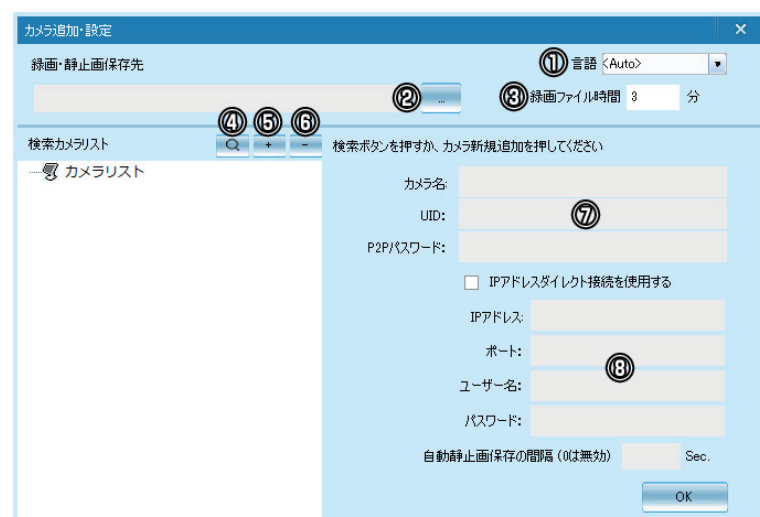 カメラ追加・設定 ×
録画・静止画保存先
① 言語 <Auto>
② ...
③ 録画ファイル時間 3 分
④ ⑤ ⑥
検索カメラリスト + -
検索ボタンを押すか、カメラ新規追加を押してください
カメラリスト
カメラ名:
UID:
⑦
P2Pパスワード:
IPアドレスダイレクト接続を使用する
IPアドレス:
ポート:
⑧
ユーザー名:
パスワード:
自動静止画保存の間隔 (0は無効) Sec.
OK